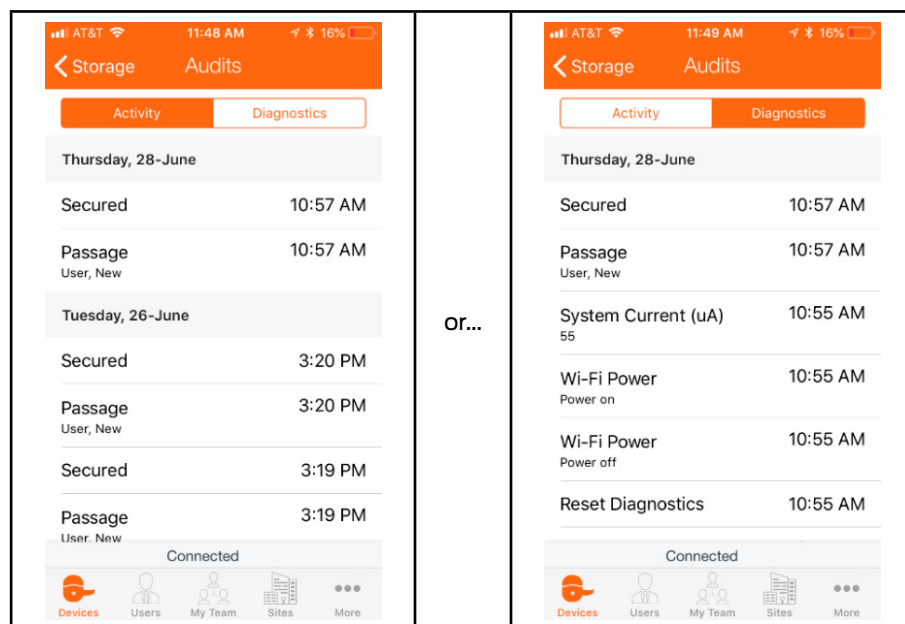 AT&T 11:48 AM 16%
Storage Audits
Activity Diagnostics
Thursday, 28-June
Secured 10:57 AM
Passage 10:57 AM
User, New
Tuesday, 26-June
Secured 3:20 PM
Passage 3:20 PM
User, New
Secured 3:19 PM
Passage 3:19 PM
User, New
Connected
Devices Users My Team Sites More
or...
AT&T 11:49 AM 16%
Storage Audits
Activity Diagnostics
Thursday, 28-June
Secured 10:57 AM
Passage 10:57 AM
User, New
System Current (uA) 10:55 AM
55
Wi-Fi Power 10:55 AM
Power on
Wi-Fi Power 10:55 AM
Power off
Reset Diagnostics 10:55 AM
Connected
Devices Users My Team Sites More